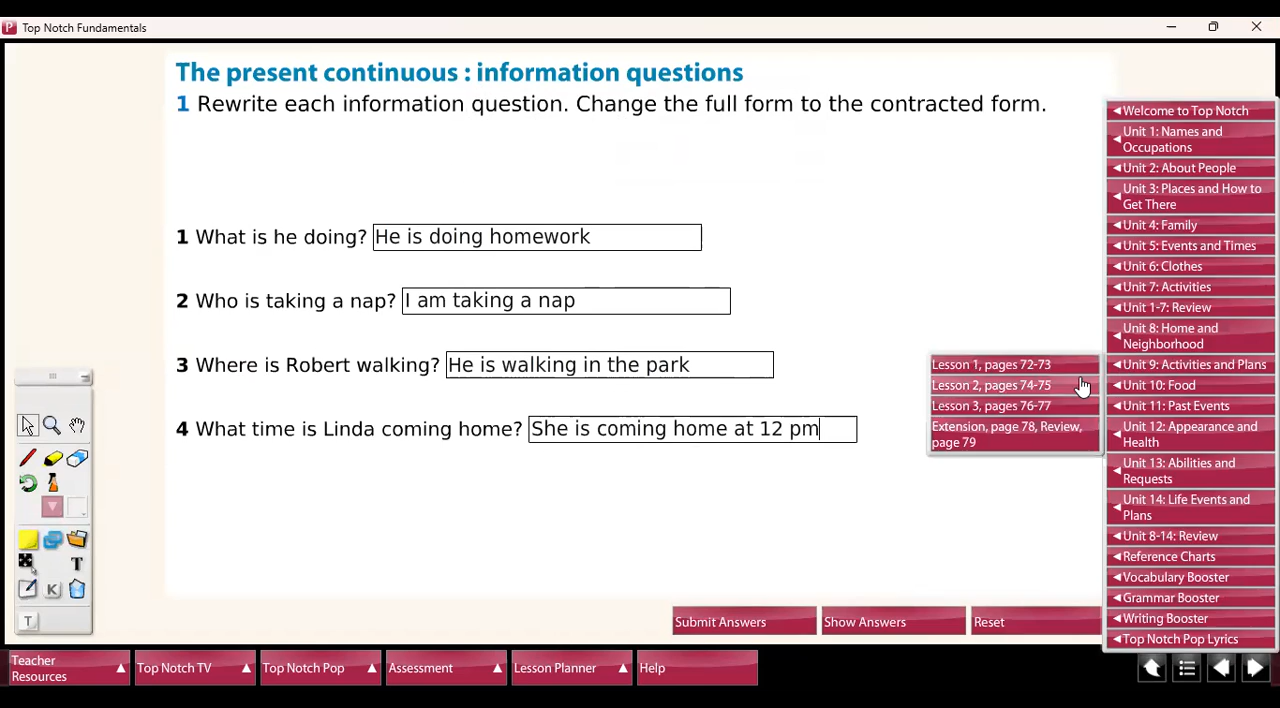 Top Notch Fundamentals
The present continuous : information questions
1 Rewrite each information question. Change the full form to the contracted form.
1 What is he doing? He is doing homework
2 Who is taking a nap? I am taking a nap
3 Where is Robert walking? He is walking in the park
4 What time is Linda coming home? She is coming home at 12 pm
Lesson 1, pages 72-73
Lesson 2, pages 74-75
Lesson 3, pages 76-77
Extension, page 78, Review,
page 79
Welcome to Top Notch
Unit 1: Names and
Occupations
Unit 2: About People
Unit 3: Places and How to
Get There
Unit 4: Family
Unit 5: Events and Times
Unit 6: Clothes
Unit 7: Activities
Unit 1-7: Review
Unit 8: Home and
Neighborhood
Unit 9: Activities and Plans
Unit 10: Food
Unit 11: Past Events
Unit 12: Appearance and
Health
Unit 13: Abilities and
Requests
Unit 14: Life Events and
Plans
Unit 8-14: Review
Reference Charts
Vocabulary Booster
Grammar Booster
Writing Booster
Top Notch Pop Lyrics
T
K
T
Submit Answers
Show Answers
Reset
Teacher
Resources
Top Notch TV
Top Notch Pop
Assessment
Lesson Planner
Help